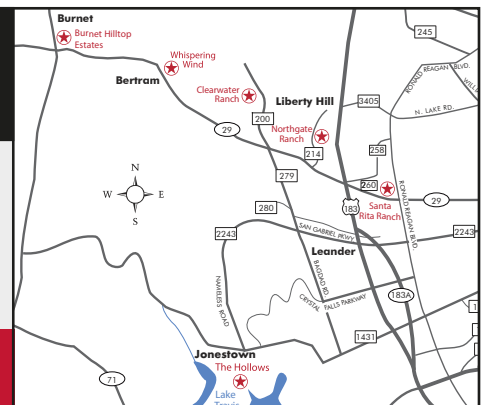 Burnet
Burnet Hilltop
Estates
245
Whispering
Wind
Bertram
RONALD REAGAN BLVD.
Clearwater
Ranch
Liberty Hill
3405
N. LAKE RD.
200
29
Northgate
Ranch
214
258
279
260
Santa
Rita Ranch
29
N
W
E
S
280
183
RONALD REAGAN BLVD.
2243
SAN GABRIEL PKWY
2243
Leander
BAGDAD RD.
NAMELESS ROAD
CRYSTAL FALLS PARKWAY
183A
1431
Jonestown
The Hollows
71
Lake